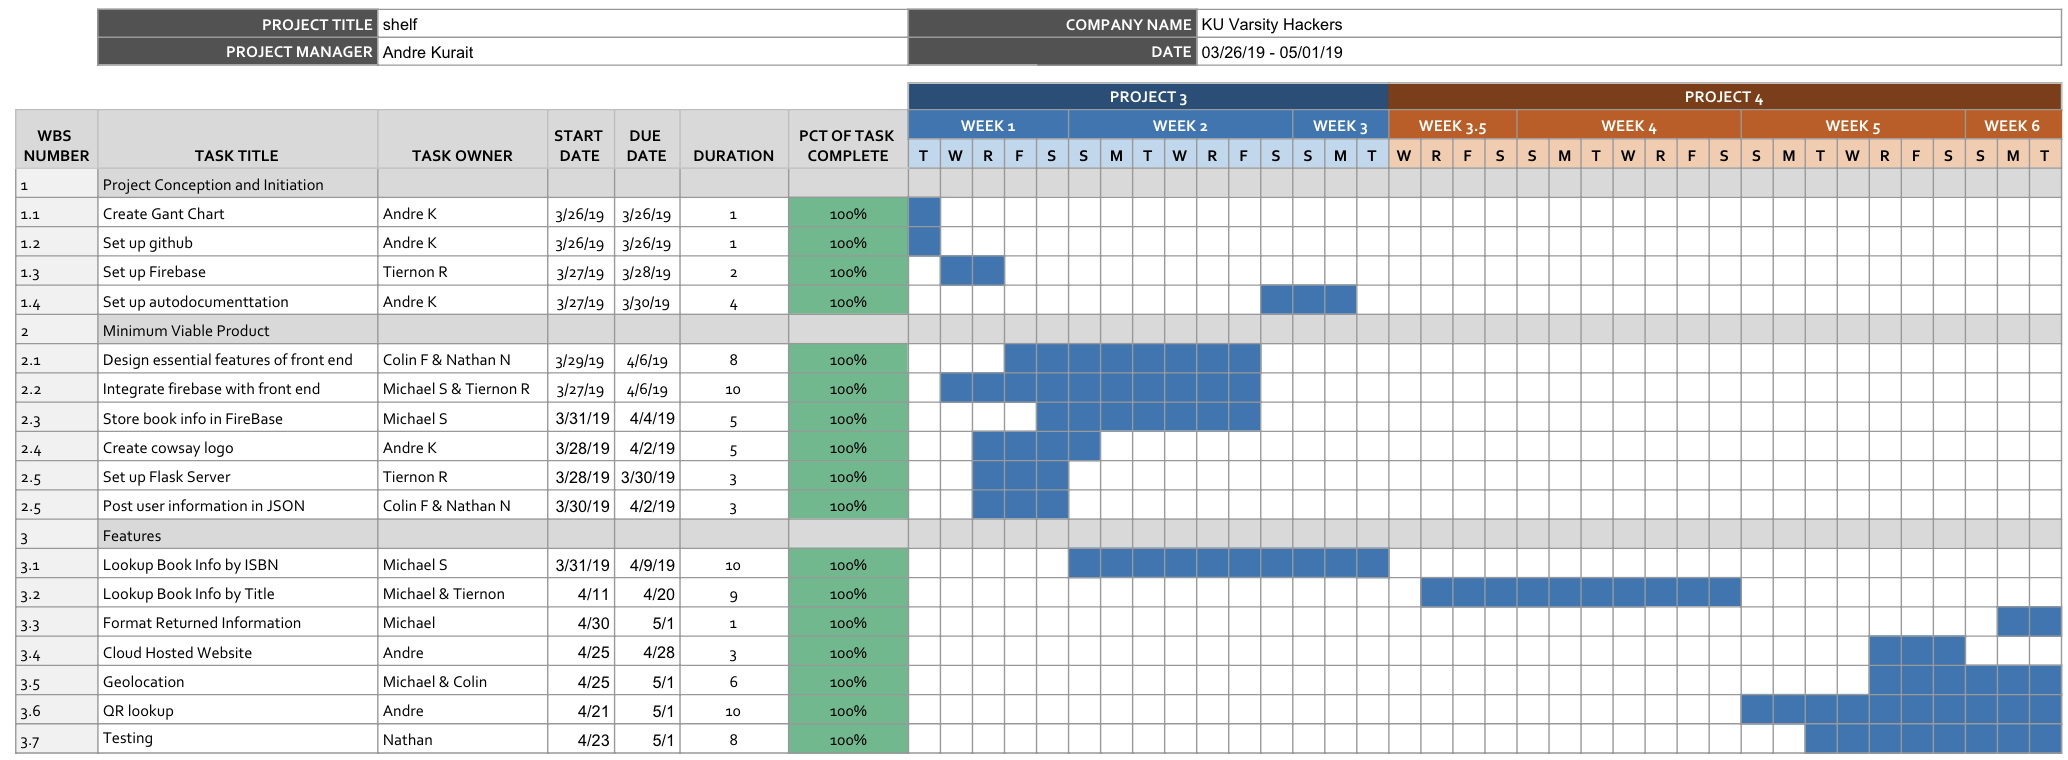 PROJECT TITLE shelf COMPANY NAME KU Varsity Hackers
PROJECT MANAGER Andre Kurait DATE 03/26/19 - 05/01/19
PROJECT 3 PROJECT 4
WEEK 1 WEEK 2 WEEK 3 WEEK 3.5 WEEK 4 WEEK 5 WEEK 6
WBS NUMBER TASK TITLE TASK OWNER START DATE DUE DATE DURATION PCT OF TASK COMPLETE T W R F S S M T W R F S S M T W R F S S M T W R F S S M T W R F S S M T
1 Project Conception and Initiation
1.1 Create Gant Chart Andre K 3/26/19 3/26/19 1 100%
1.2 Set up github Andre K 3/26/19 3/26/19 1 100%
1.3 Set up Firebase Tiernon R 3/27/19 3/28/19 2 100%
1.4 Set up autodocumenttation Andre K 3/27/19 3/30/19 4 100%
2 Minimum Viable Product
2.1 Design essential features of front end Colin F & Nathan N 3/29/19 4/6/19 8 100%
2.2 Integrate firebase with front end Michael S & Tiernon R 3/27/19 4/6/19 10 100%
2.3 Store book info in FireBase Michael S 3/31/19 4/4/19 5 100%
2.4 Create cowsay logo Andre K 3/28/19 4/2/19 5 100%
2.5 Set up Flask Server Tiernon R 3/28/19 3/30/19 3 100%
2.5 Post user information in JSON Colin F & Nathan N 3/30/19 4/2/19 3 100%
3 Features
3.1 Lookup Book Info by ISBN Michael S 3/31/19 4/9/19 10 100%
3.2 Lookup Book Info by Title Michael & Tiernon 4/11 4/20 9 100%
3.3 Format Returned Information Michael 4/30 5/1 1 100%
3.4 Cloud Hosted Website Andre 4/25 4/28 3 100%
3.5 Geolocation Michael & Colin 4/25 5/1 6 100%
3.6 QR lookup Andre 4/21 5/1 10 100%
3.7 Testing Nathan 4/23 5/1 8 100%